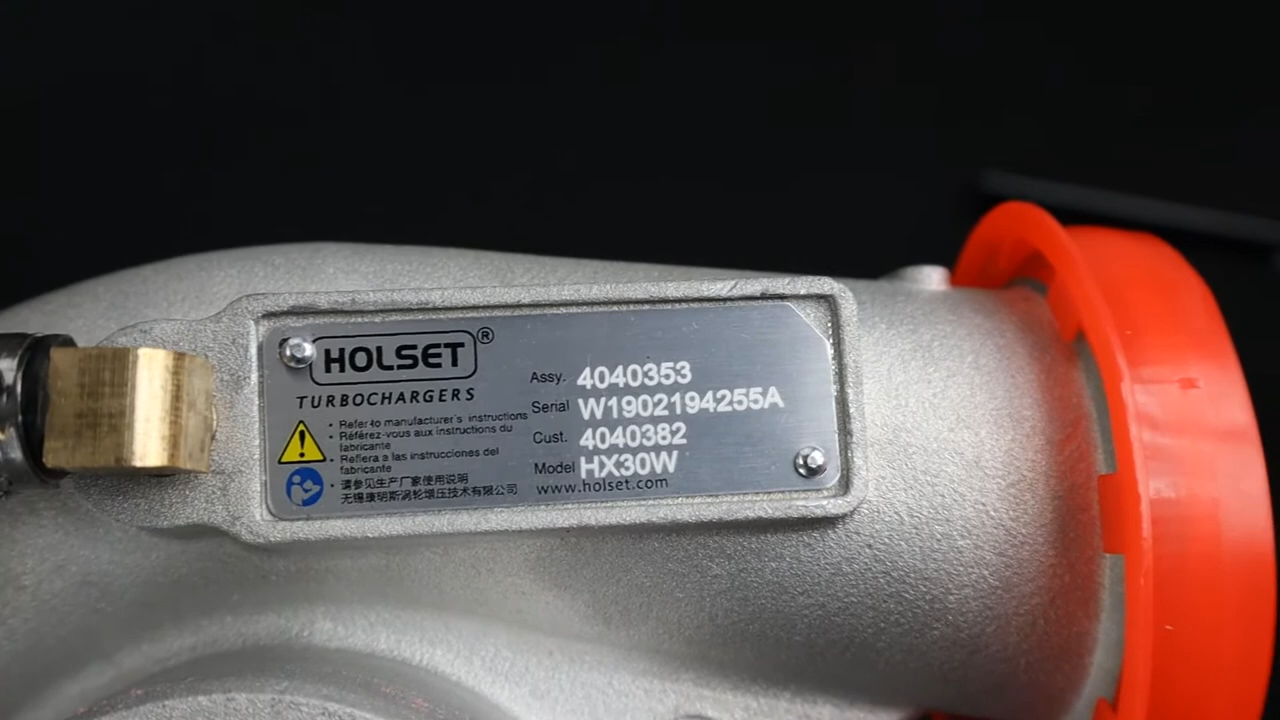 HOLSET®
TURBOCHARGERS
• Refer to manufacturer's instructions
• Référez-vous aux instructions du
fabricante
• Refiera a las instrucciones del
fabricante
• 请参见生产厂家使用说明
无锡康明斯涡轮增压技术有限公司
Assy. 4040353
Serial W1902194255A
Cust. 4040382
Model HX30W
www.holset.com